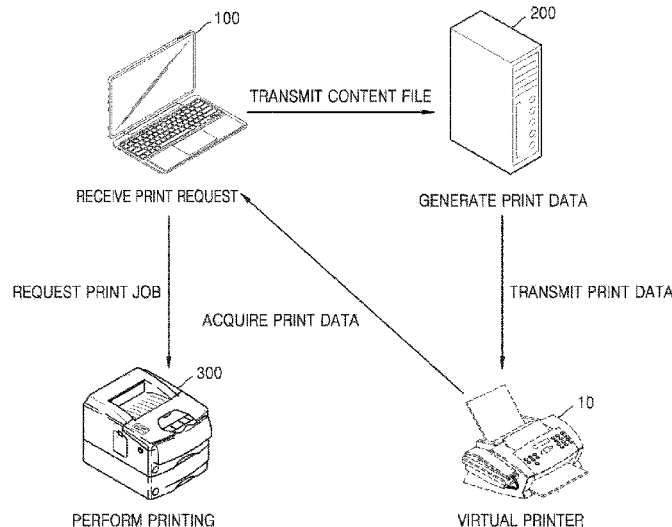 100
200
TRANSMIT CONTENT FILE
RECEIVE PRINT REQUEST
GENERATE PRINT DATA
REQUEST PRINT JOB
TRANSMIT PRINT DATA
ACQUIRE PRINT DATA
300
10
PERFORM PRINTING
VIRTUAL PRINTER